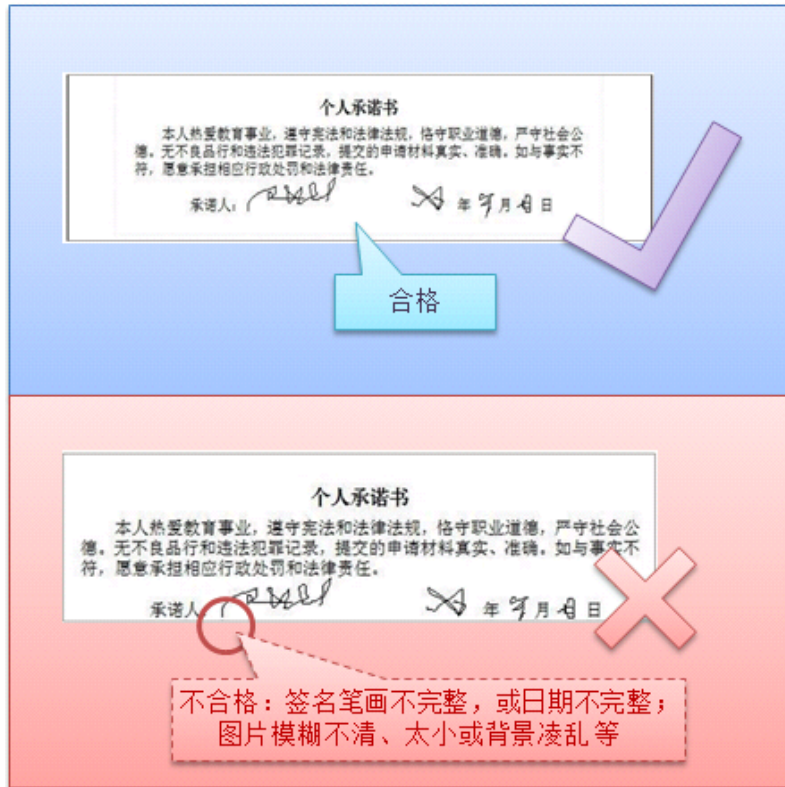 个人承诺书
本人热爱教育事业，遵守宪法和法律法规，恪守职业道德，严守社会公
德。无不良品行和违法犯罪记录，提交的申请材料真实、准确。如与事实不
符，愿意承担相应行政处罚和法律责任。
承诺人： 年 月 日
合格
个人承诺书
本人热爱教育事业，遵守宪法和法律法规，恪守职业道德，严守社会公
德。无不良品行和违法犯罪记录，提交的申请材料真实、准确。如与事实不
符，愿意承担相应行政处罚和法律责任。
承诺人 年 月 日
不合格：签名笔画不完整，或日期不完整；
图片模糊不清、太小或背景凌乱等